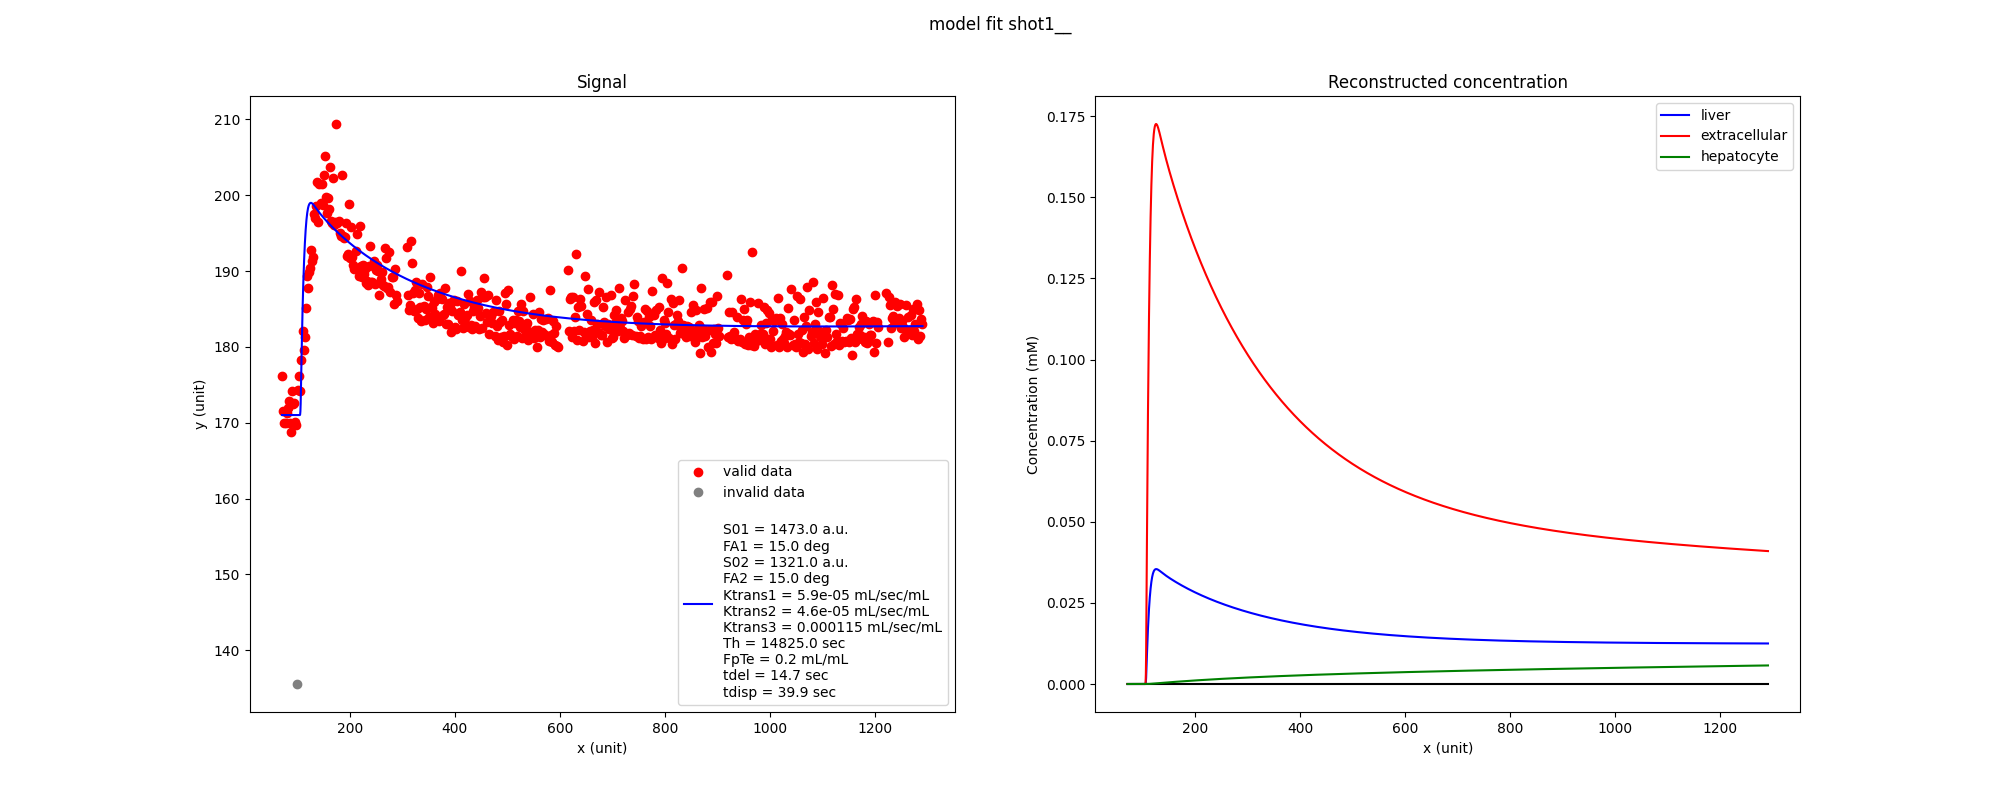 model fit shot1__
Signal
210
200
190
180
170
160
150
140
y (unit)
200
400
600
800
1000
1200
x (unit)
valid data
invalid data
S01 = 1473.0 a.u.
FA1 = 15.0 deg
S02 = 1321.0 a.u.
FA2 = 15.0 deg
Ktrans1 = 5.9e-05 mL/sec/mL
Ktrans2 = 4.6e-05 mL/sec/mL
Ktrans3 = 0.000115 mL/sec/mL
Th = 14825.0 sec
FpTe = 0.2 mL/mL
tdel = 14.7 sec
tdisp = 39.9 sec
Reconstructed concentration
0.175
0.150
0.125
0.100
0.075
0.050
0.025
0.000
Concentration (mM)
200
400
600
800
1000
1200
x (unit)
liver
extracellular
hepatocyte